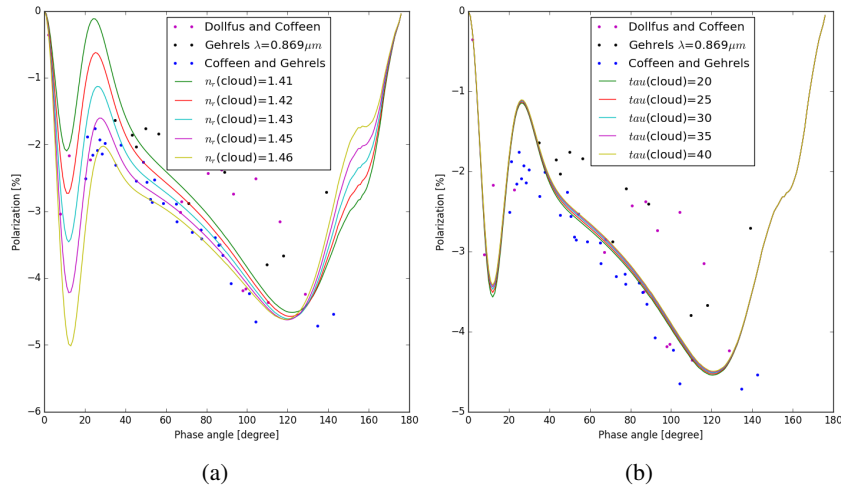 0
−1
−2
−3
−4
−5
−6
Polarization [%]
0 20 40 60 80 100 120 140 160 180
Phase angle [degree]
Dollfus and Coffeen
Gehrels λ=0.869μm
Coffeen and Gehrels
n_r(cloud)=1.41
n_r(cloud)=1.42
n_r(cloud)=1.43
n_r(cloud)=1.45
n_r(cloud)=1.46
(a)
0
−1
−2
−3
−4
−5
Polarization [%]
0 20 40 60 80 100 120 140 160 180
Phase angle [degree]
Dollfus and Coffeen
Gehrels λ=0.869μm
Coffeen and Gehrels
tau(cloud)=20
tau(cloud)=25
tau(cloud)=30
tau(cloud)=35
tau(cloud)=40
(b)